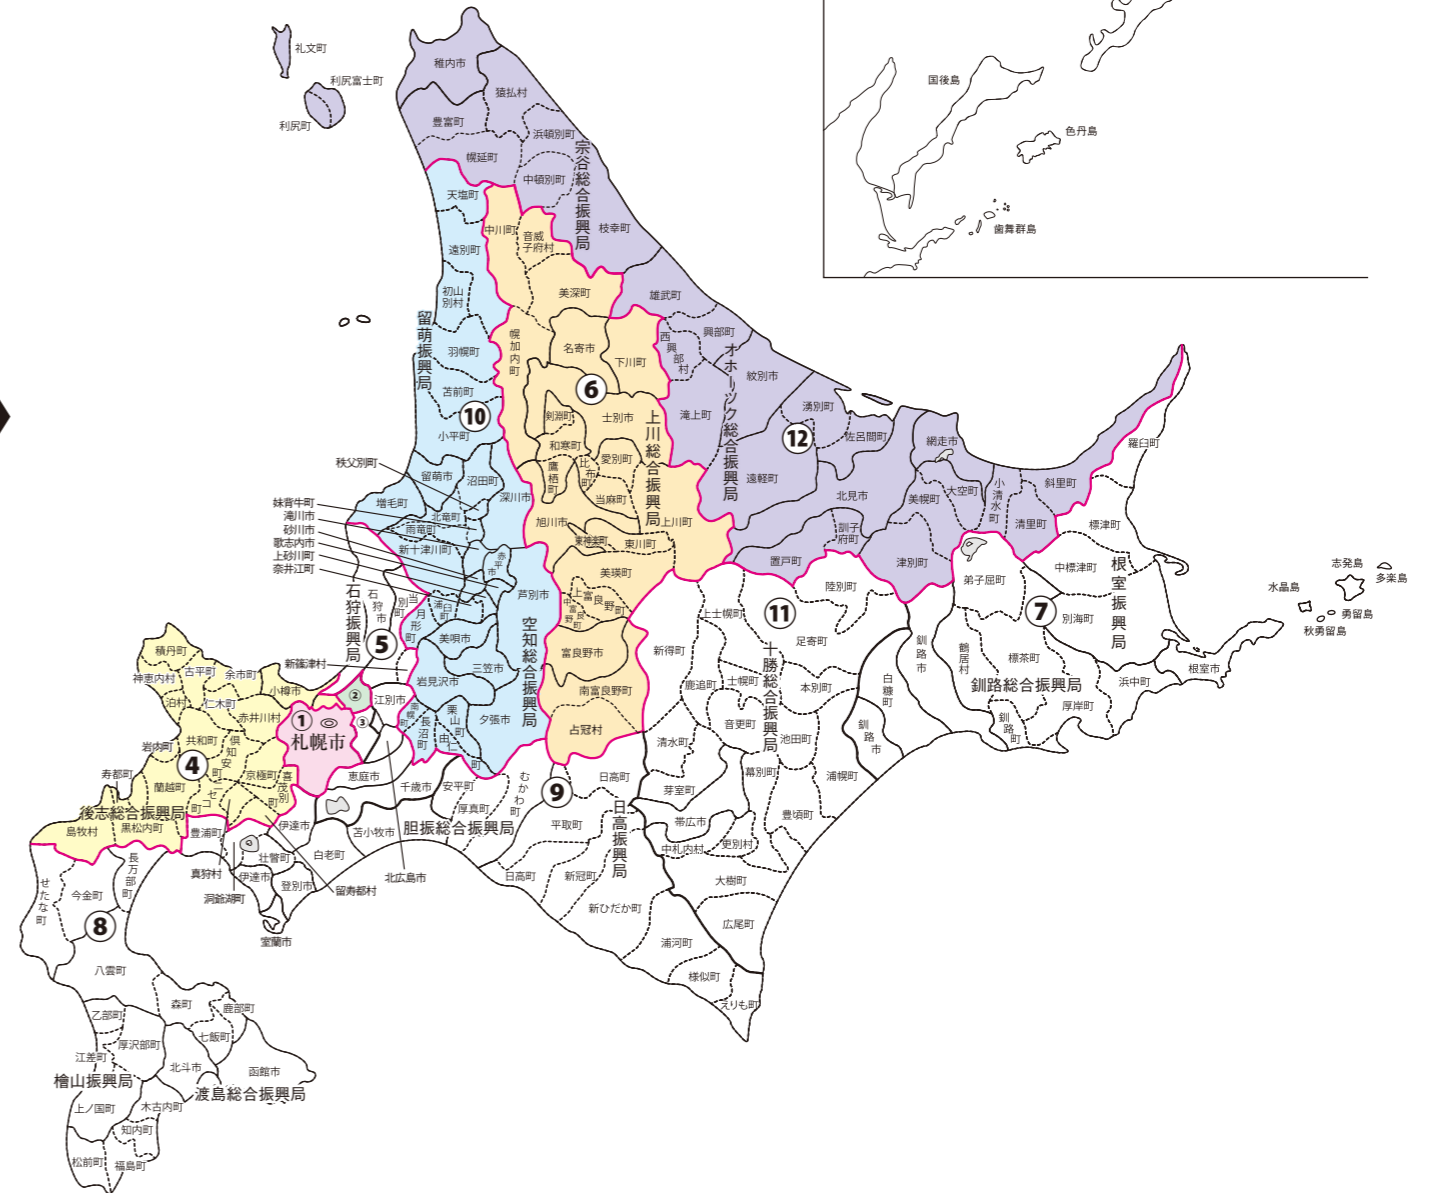 礼文町
利尻富士町
利尻町
稚内市
猿払村
豊富町
浜頓別町
幌延町
中頓別町
宗谷総合振興局
枝幸町
国後島
色丹島
歯舞群島
天塩町
遠別町
初山
別村
羽幌町
苫前町
⑩
小平町
留萌振興局
留萌市
増毛町
中川町
音威
子府村
美深町
幌加内町
名寄市
下川町
⑥
剣淵町
士別市
和寒町
鷹栖町
比
町
愛別町
当麻町
上川総合振興局
旭川市
東神楽町
東川町
上川町
美瑛町
上富良野町
中富良野町
富良野市
南富良野町
占冠村
雄武町
興部町
西興部村
オホーツク総合振興局
紋別市
滝上町
湧別町
⑫
佐呂間町
遠軽町
北見市
網走市
大空町
美幌町
小清水町
斜里町
清里町
訓子
府町
置戸町
津別町
羅臼町
標津町
中標津町
根室振興局
弟子屈町
⑦
別海町
鶴居村
標茶町
釧路総合振興局
釧路町
厚岸町
浜中町
根室市
志発島
多楽島
水晶島
勇留島
秋勇留島
釧路市
白糠町
釧路市
陸別町
上士幌町
⑪
足寄町
十勝総合振興局
新得町
鹿追町
士幌町
本別町
音更町
池田町
清水町
幕別町
浦幌町
芽室町
帯広市
豊頃町
中札内村
更別村
大樹町
広尾町
秩父別町
妹背牛町
滝川市
砂川市
歌志内市
上砂川町
奈井江町
沼田町
深川市
北竜町
雨竜町
新十津川町
赤平市
芦別市
空知総合振興局
浦臼町
月形町
美唄市
三笠市
岩見沢市
南幌町
長沼町
栗山町
由仁町
夕張市
石狩振興局
石狩市
当別町
⑤
新篠津村
②
③
江別市
①
札幌市
恵庭市
千歳市
北広島市
積丹町
神恵内村
古平町
余市町
小樽市
泊村
仁木町
赤井川村
岩内町
共和町
倶知安町
④
寿都町
蘭越町
ニセコ町
京極町
喜茂別町
後志総合振興局
島牧村
黒松内町
真狩村
留寿都村
豊浦町
洞爺湖町
壮瞥町
伊達市
伊達市
登別市
室蘭市
白老町
苫小牧市
胆振総合振興局
安平町
厚真町
むかわ町
⑨
日高町
平取町
日高振興局
日高町
新冠町
新ひだか町
浦河町
様似町
えりも町
せたな町
今金町
長万部町
⑧
八雲町
森町
鹿部町
乙部町
七飯町
厚沢部町
江差町
北斗市
函館市
檜山振興局
渡島総合振興局
上ノ国町
木古内町
知内町
松前町
福島町